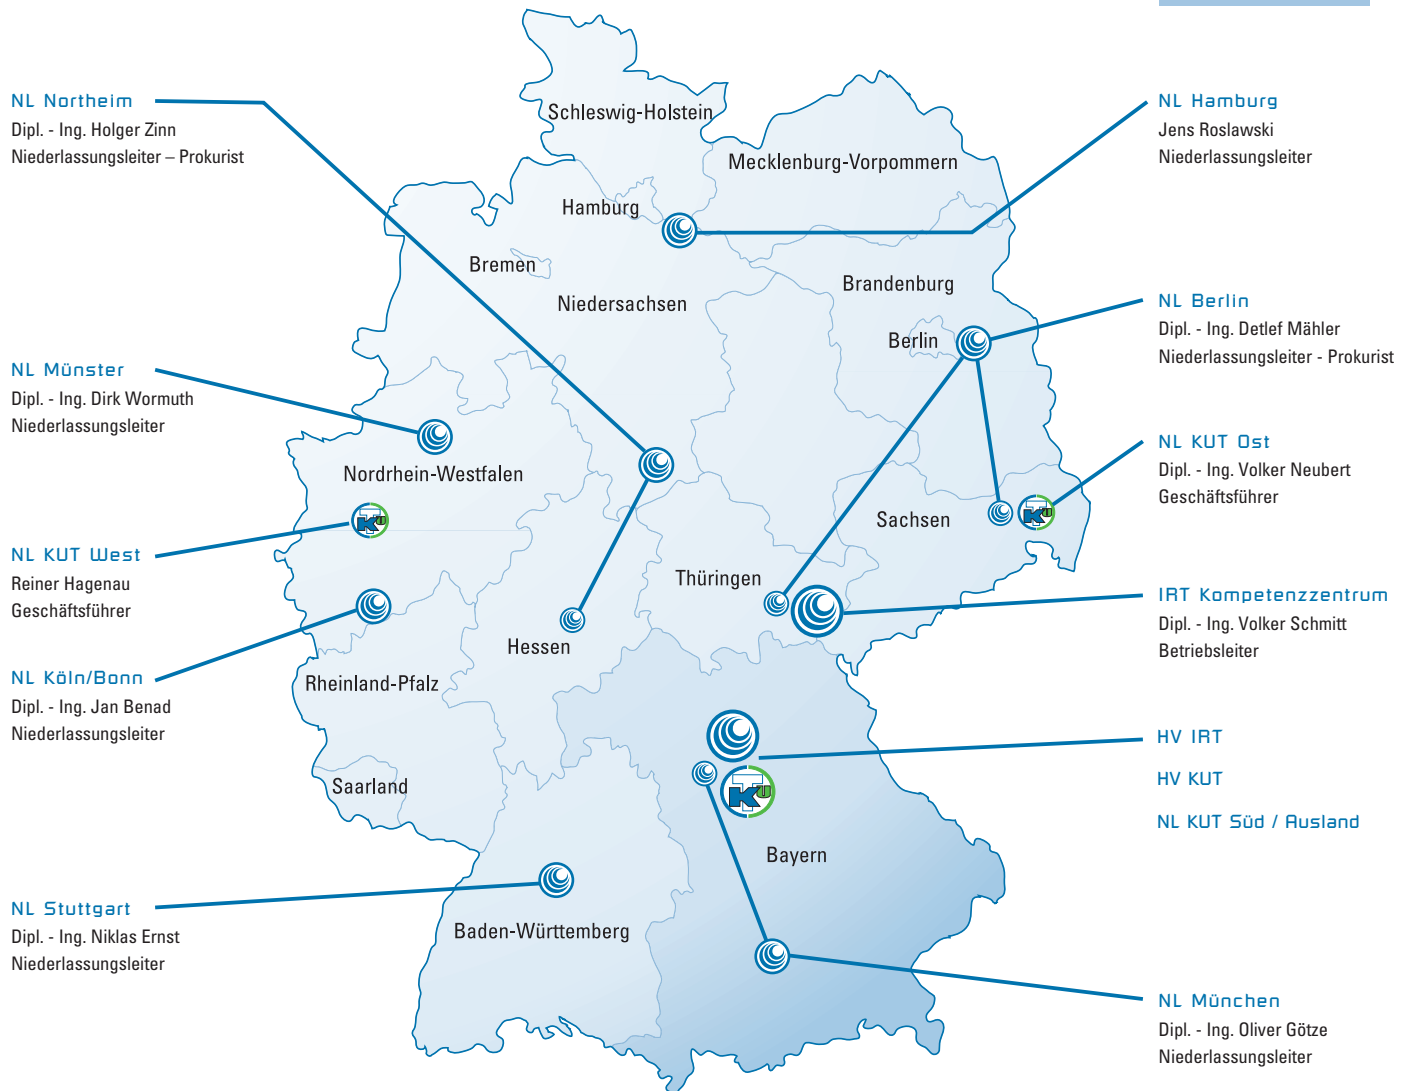 NL Northeim
Dipl. - Ing. Holger Zinn
Niederlassungsleiter – Prokurist
NL Münster
Dipl. - Ing. Dirk Wormuth
Niederlassungsleiter
NL KUT West
Reiner Hagenau
Geschäftsführer
NL Köln/Bonn
Dipl. - Ing. Jan Benad
Niederlassungsleiter
NL Stuttgart
Dipl. - Ing. Niklas Ernst
Niederlassungsleiter
Schleswig-Holstein
Mecklenburg-Vorpommern
Hamburg
Bremen
Niedersachsen
Brandenburg
Berlin
Nordrhein-Westfalen
TKU
Sachsen
TKU
Thüringen
Hessen
Rheinland-Pfalz
Saarland
TKU
Bayern
Baden-Württemberg
NL Hamburg
Jens Roslawski
Niederlassungsleiter
NL Berlin
Dipl. - Ing. Detlef Mähler
Niederlassungsleiter - Prokurist
NL KUT Ost
Dipl. - Ing. Volker Neubert
Geschäftsführer
IRT Kompetenzzentrum
Dipl. - Ing. Volker Schmitt
Betriebsleiter
HV IRT
HV KUT
NL KUT Süd / Ausland
NL München
Dipl. - Ing. Oliver Götze
Niederlassungsleiter